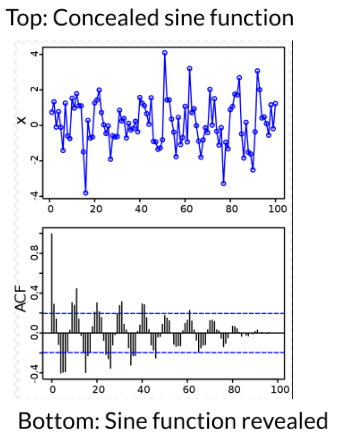 Top: Concealed sine function
4
2
0
-2
-4
X
0 20 40 60 80 100
0.8
0.4
0.0
-0.4
ACF
0 20 40 60 80 100
Bottom: Sine function revealed